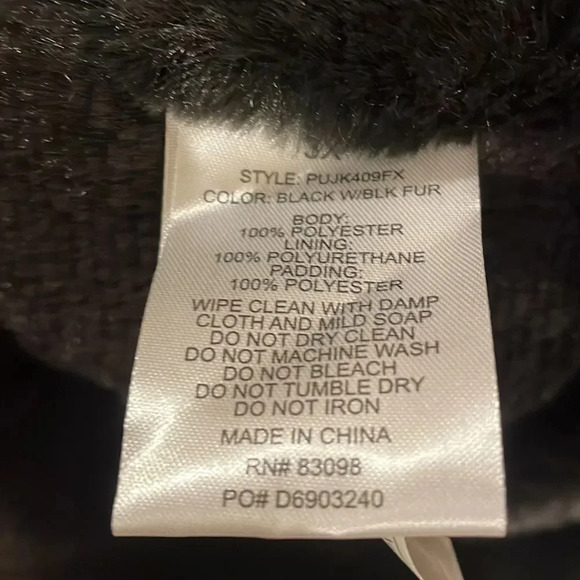 3X
STYLE: PUJK409FX
COLOR: BLACK W/BLK FUR
BODY:
100% POLYESTER
LINING:
100% POLYURETHANE
PADDING:
100% POLYESTER
WIPE CLEAN WITH DAMP
CLOTH AND MILD SOAP
DO NOT DRY CLEAN
DO NOT MACHINE WASH
DO NOT BLEACH
DO NOT TUMBLE DRY
DO NOT IRON
MADE IN CHINA
RN# 83098
PO# D6903240